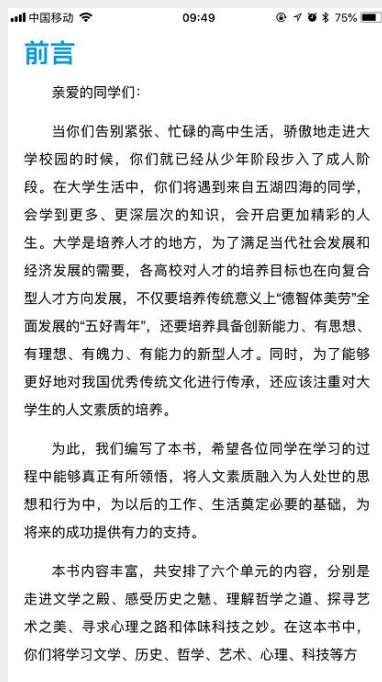 中国移动 09:49 75%
前言
亲爱的同学们：
当你们告别紧张、忙碌的高中生活，骄傲地走进大
学校园的时候，你们就已经从少年阶段步入了成人阶
段。在大学生活中，你们将遇到来自五湖四海的同学，
会学到更多、更深层次的知识，会开启更加精彩的人
生。大学是培养人才的地方，为了满足当代社会发展和
经济发展的需要，各高校对人才的培养目标也在向复合
型人才方向发展，不仅要培养传统意义上“德智体美劳”全
面发展的“五好青年”，还要培养具备创新能力、有思想、
有理想、有魄力、有能力的新型人才。同时，为了能够
更好地对我国优秀传统文化进行传承，还应该注重对大
学生的人文素质的培养。
为此，我们编写了本书，希望各位同学在学习的过
程中能够真正有所领悟，将人文素质融入为人处世的思
想和行为中，为以后的工作、生活奠定必要的基础，为
将来的成功提供有力的支持。
本书内容丰富，共安排了六个单元的内容，分别是
走进文学之殿、感受历史之魅、理解哲学之道、探寻艺
术之美、寻求心理之路和体味科技之妙。在这本书中，
你们将学习文学、历史、哲学、艺术、心理、科技等方